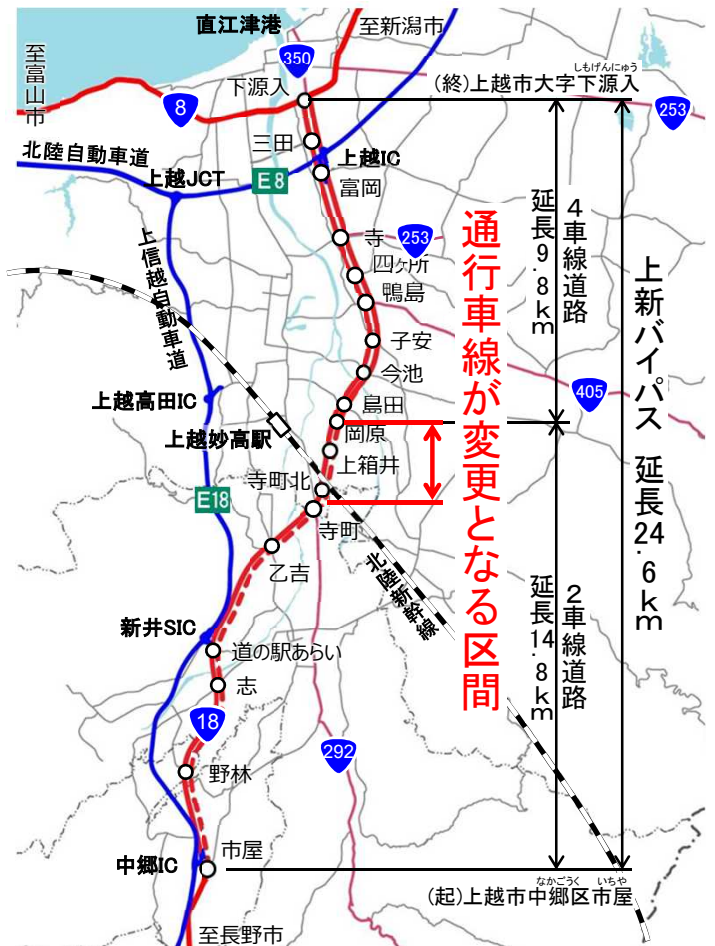 直江津港
至新潟市
至富山市
350
しもげんにゅう
下源入
(終)上越市大字下源入
8
253
三田
北陸自動車道
上越IC
上越JCT
E8
富岡
寺
253
上信越自動車道
四ヶ所
鴨島
子安
今池
405
上越高田IC
島田
上越妙高駅
岡原
上箱井
寺町北
E18
寺町
乙吉
北陸新幹線
新井SIC
道の駅あらい
志
18
292
野林
市屋
中郷IC
なかごうく いちや
(起)上越市中郷区市屋
至長野市
通行車線が変更となる区間
4車線道路
延長9.8km
2車線道路
延長14.8km
上新バイパス 延長24.6km